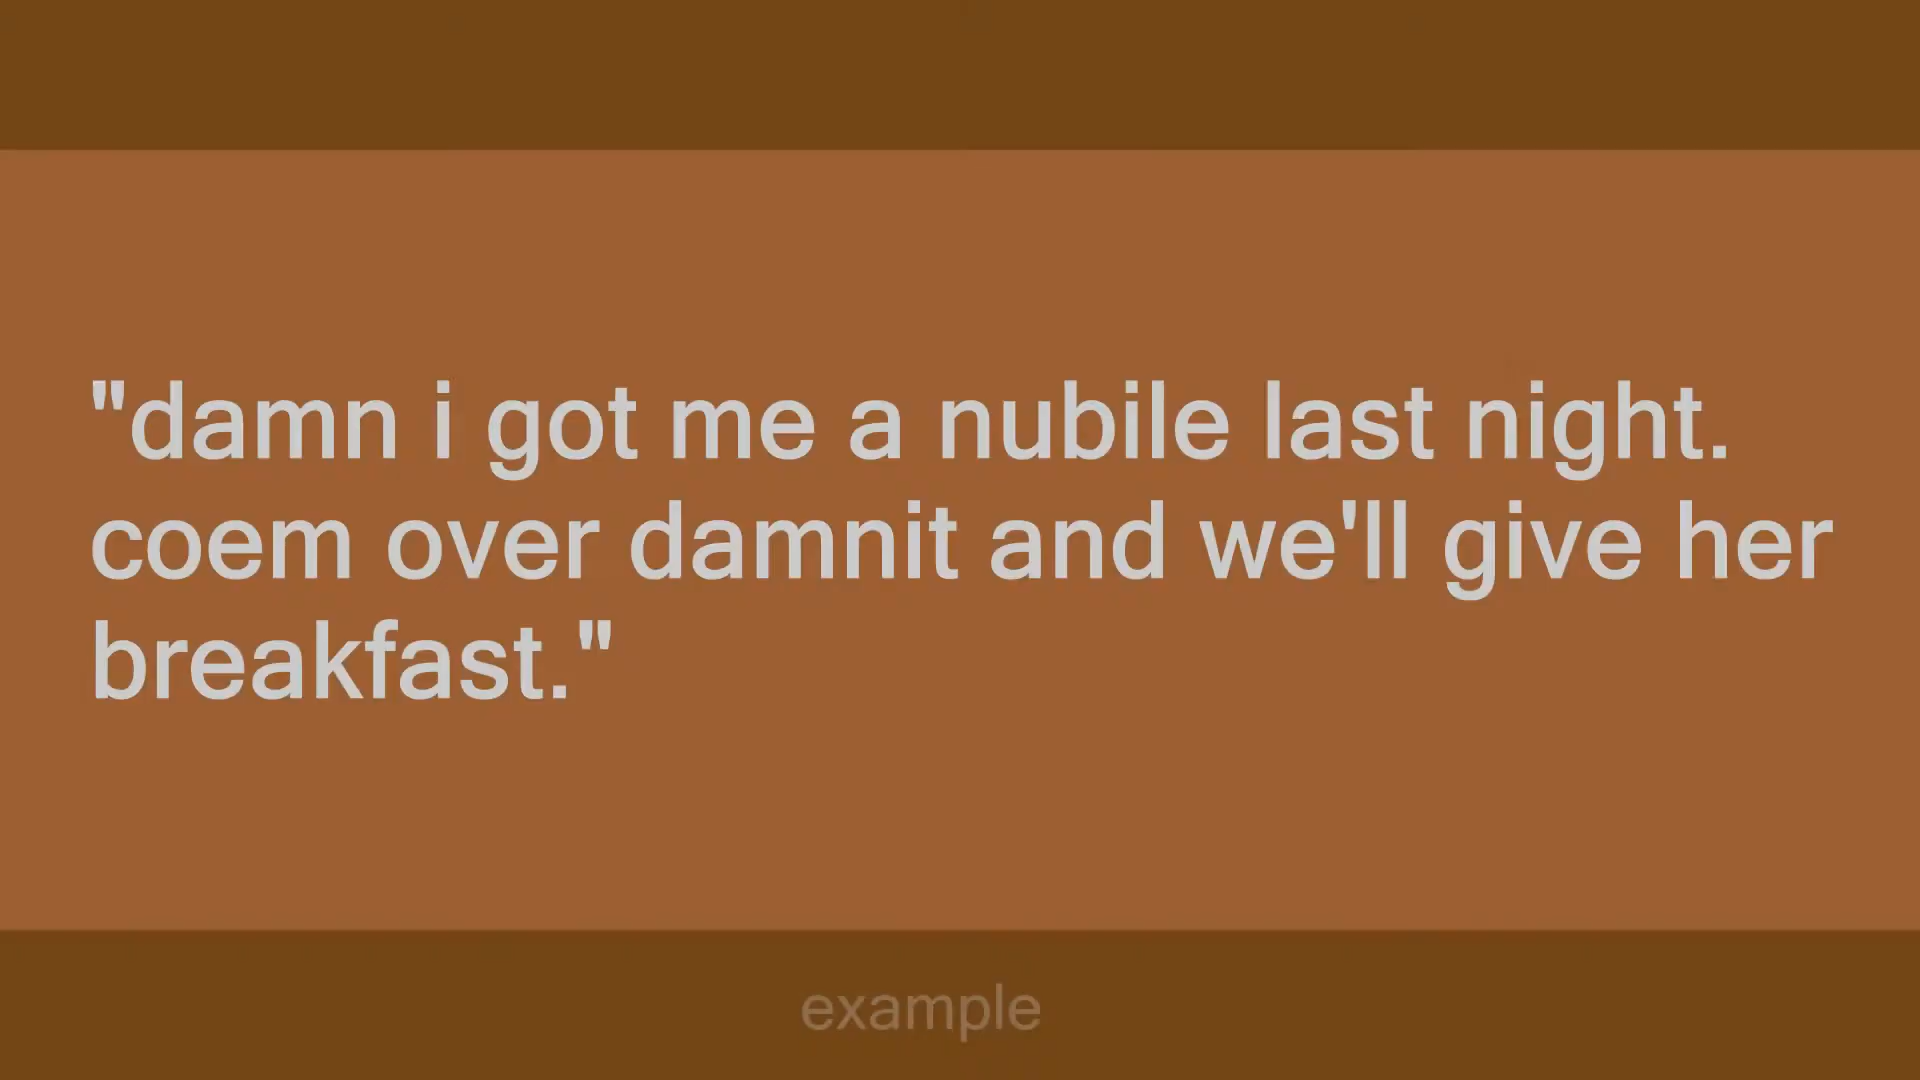 "damn i got me a nubile last night.
coem over damnit and we'll give her
breakfast."
example